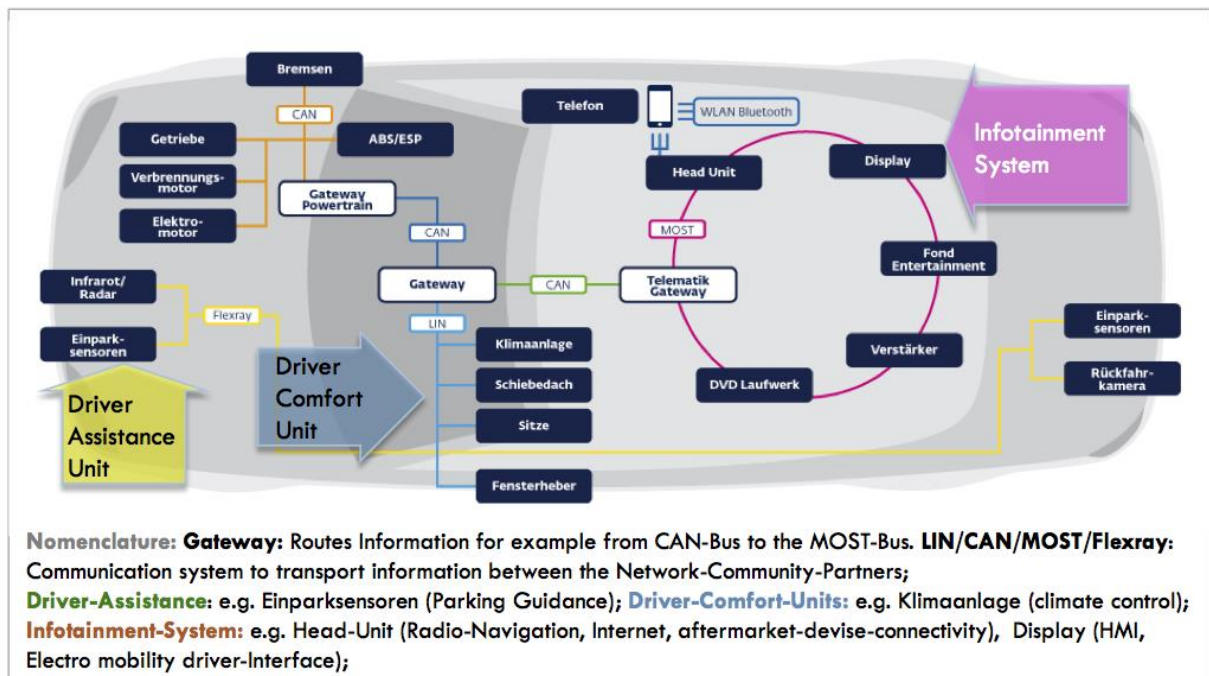 Bremsen
CAN
Getriebe
ABS/ESP
Verbrennungs-
motor
Elektro-
motor
Gateway
Powertrain
CAN
Infrarot/
Radar
Einpark-
sensoren
Flexray
Gateway
CAN
LIN
Klimaanlage
Schiebedach
Sitze
Fensterheber
Driver
Assistance
Unit
Driver
Comfort
Unit
Telefon
WLAN Bluetooth
Head Unit
Display
MOST
Telematik
Gateway
Fond
Entertainment
Verstärker
DVD Laufwerk
Infotainment
System
Einpark-
sensoren
Rückfahr-
kamera
Nomenclature: Gateway: Routes Information for example from CAN-Bus to the MOST-Bus. LIN/CAN/MOST/Flexray:
Communication system to transport information between the Network-Community-Partners;
Driver-Assistance: e.g. Einparksensoren (Parking Guidance); Driver-Comfort-Units: e.g. Klimaanlage (climate control);
Infotainment-System: e.g. Head-Unit (Radio-Navigation, Internet, aftermarket-devise-connectivity), Display (HMI,
Electro mobility driver-Interface);